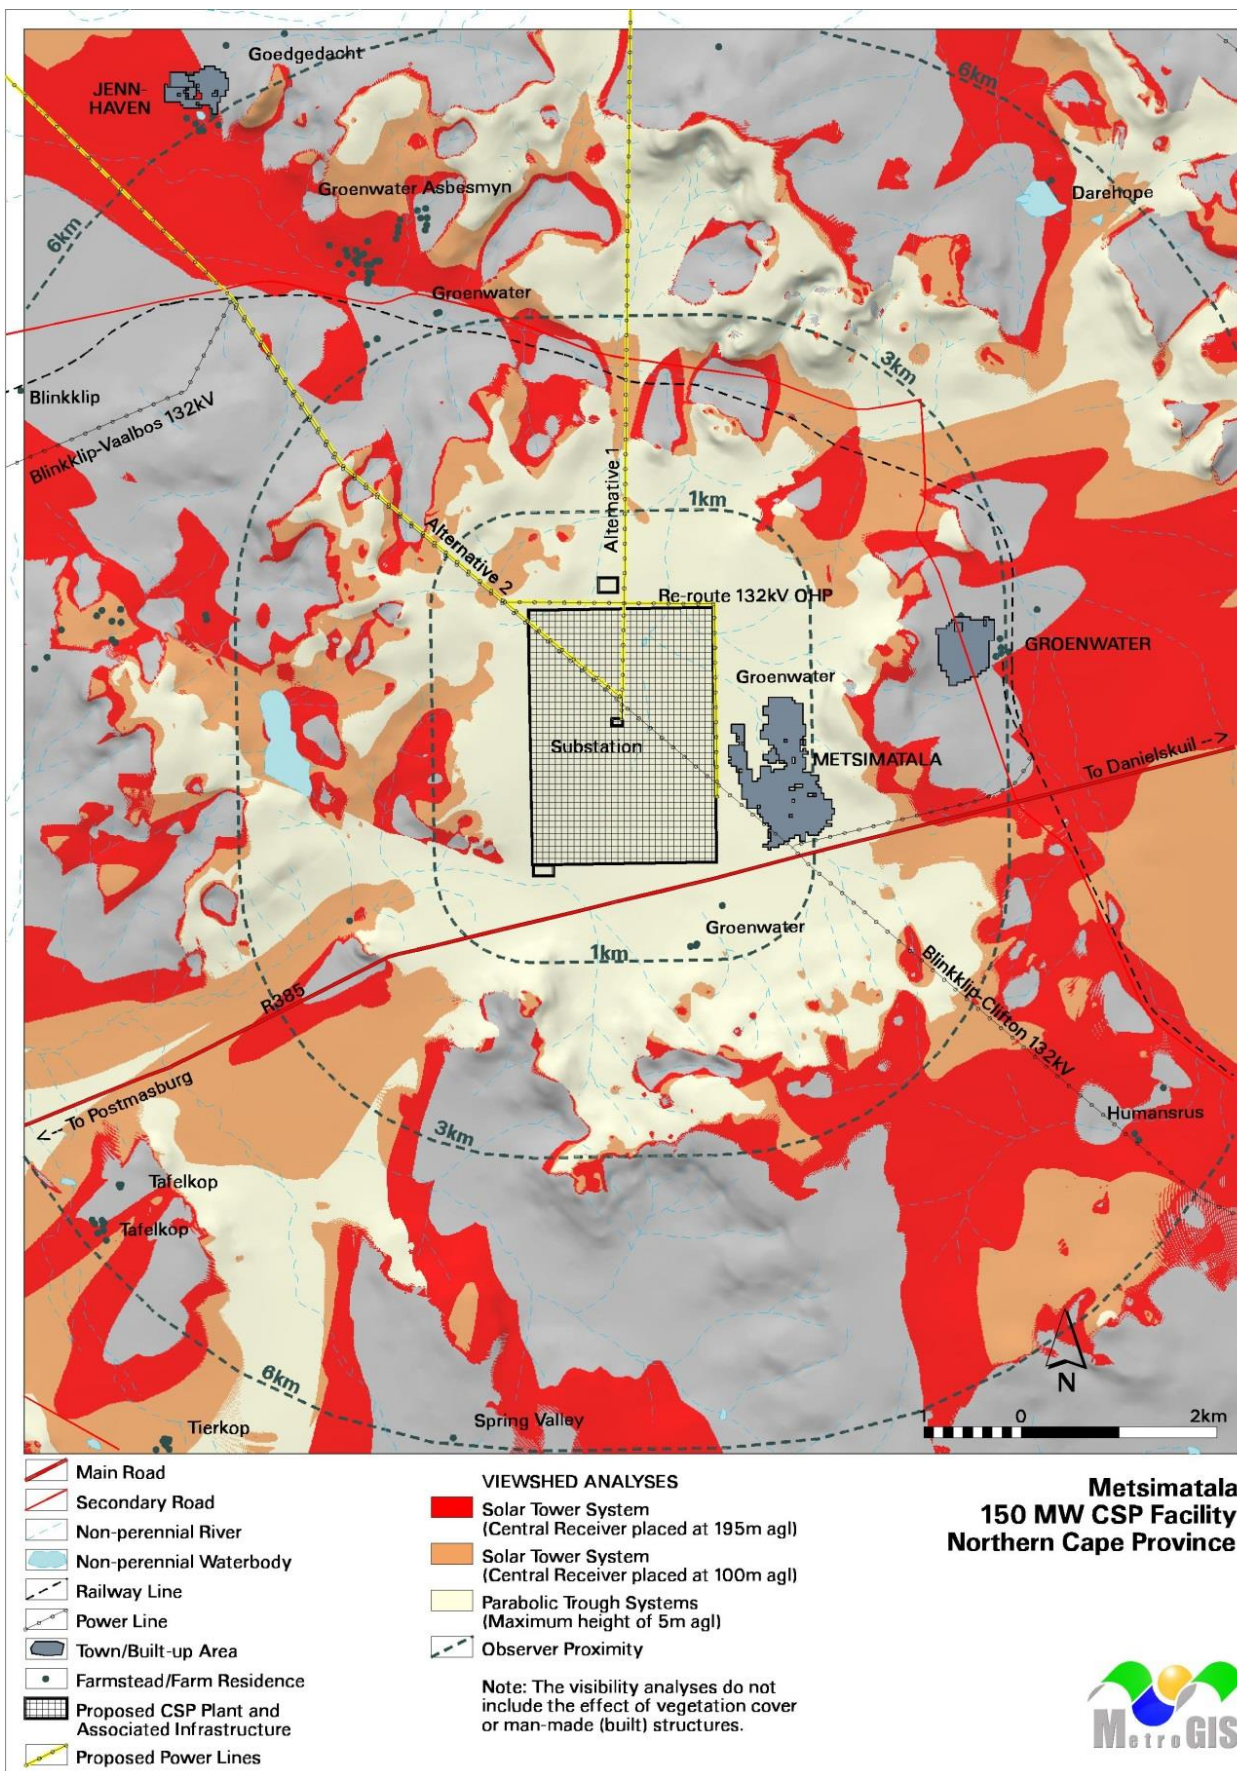 Goedgedacht
JENN-
HAVEN
6km
6km
Groenwater Asbesmyn
Darehope
Groenwater
3km
Blinkklip
Blinkklip-Vaalbos 132kV
Alternative 1
1km
Alternative 2
Re-route 132kV OHP
GROENWATER
Groenwater
Substation
METSIMATALA
To Danielskuil -->
Groenwater
1km
Blinkklip-Clifton 132kV
R385
<-- To Postmasburg
Humansrus
3km
Tafelkop
Tafelkop
6km
N
Tierkop
Spring Valley
1 0 2km
Main Road
Secondary Road
Non-perennial River
Non-perennial Waterbody
Railway Line
Power Line
Town/Built-up Area
Farmstead/Farm Residence
Proposed CSP Plant and
Associated Infrastructure
Proposed Power Lines
VIEWSHED ANALYSES
Solar Tower System
(Central Receiver placed at 195m agl)
Solar Tower System
(Central Receiver placed at 100m agl)
Parabolic Trough Systems
(Maximum height of 5m agl)
Observer Proximity
Note: The visibility analyses do not
include the effect of vegetation cover
or man-made (built) structures.
Metsimatala
150 MW CSP Facility
Northern Cape Province
MetroGIS